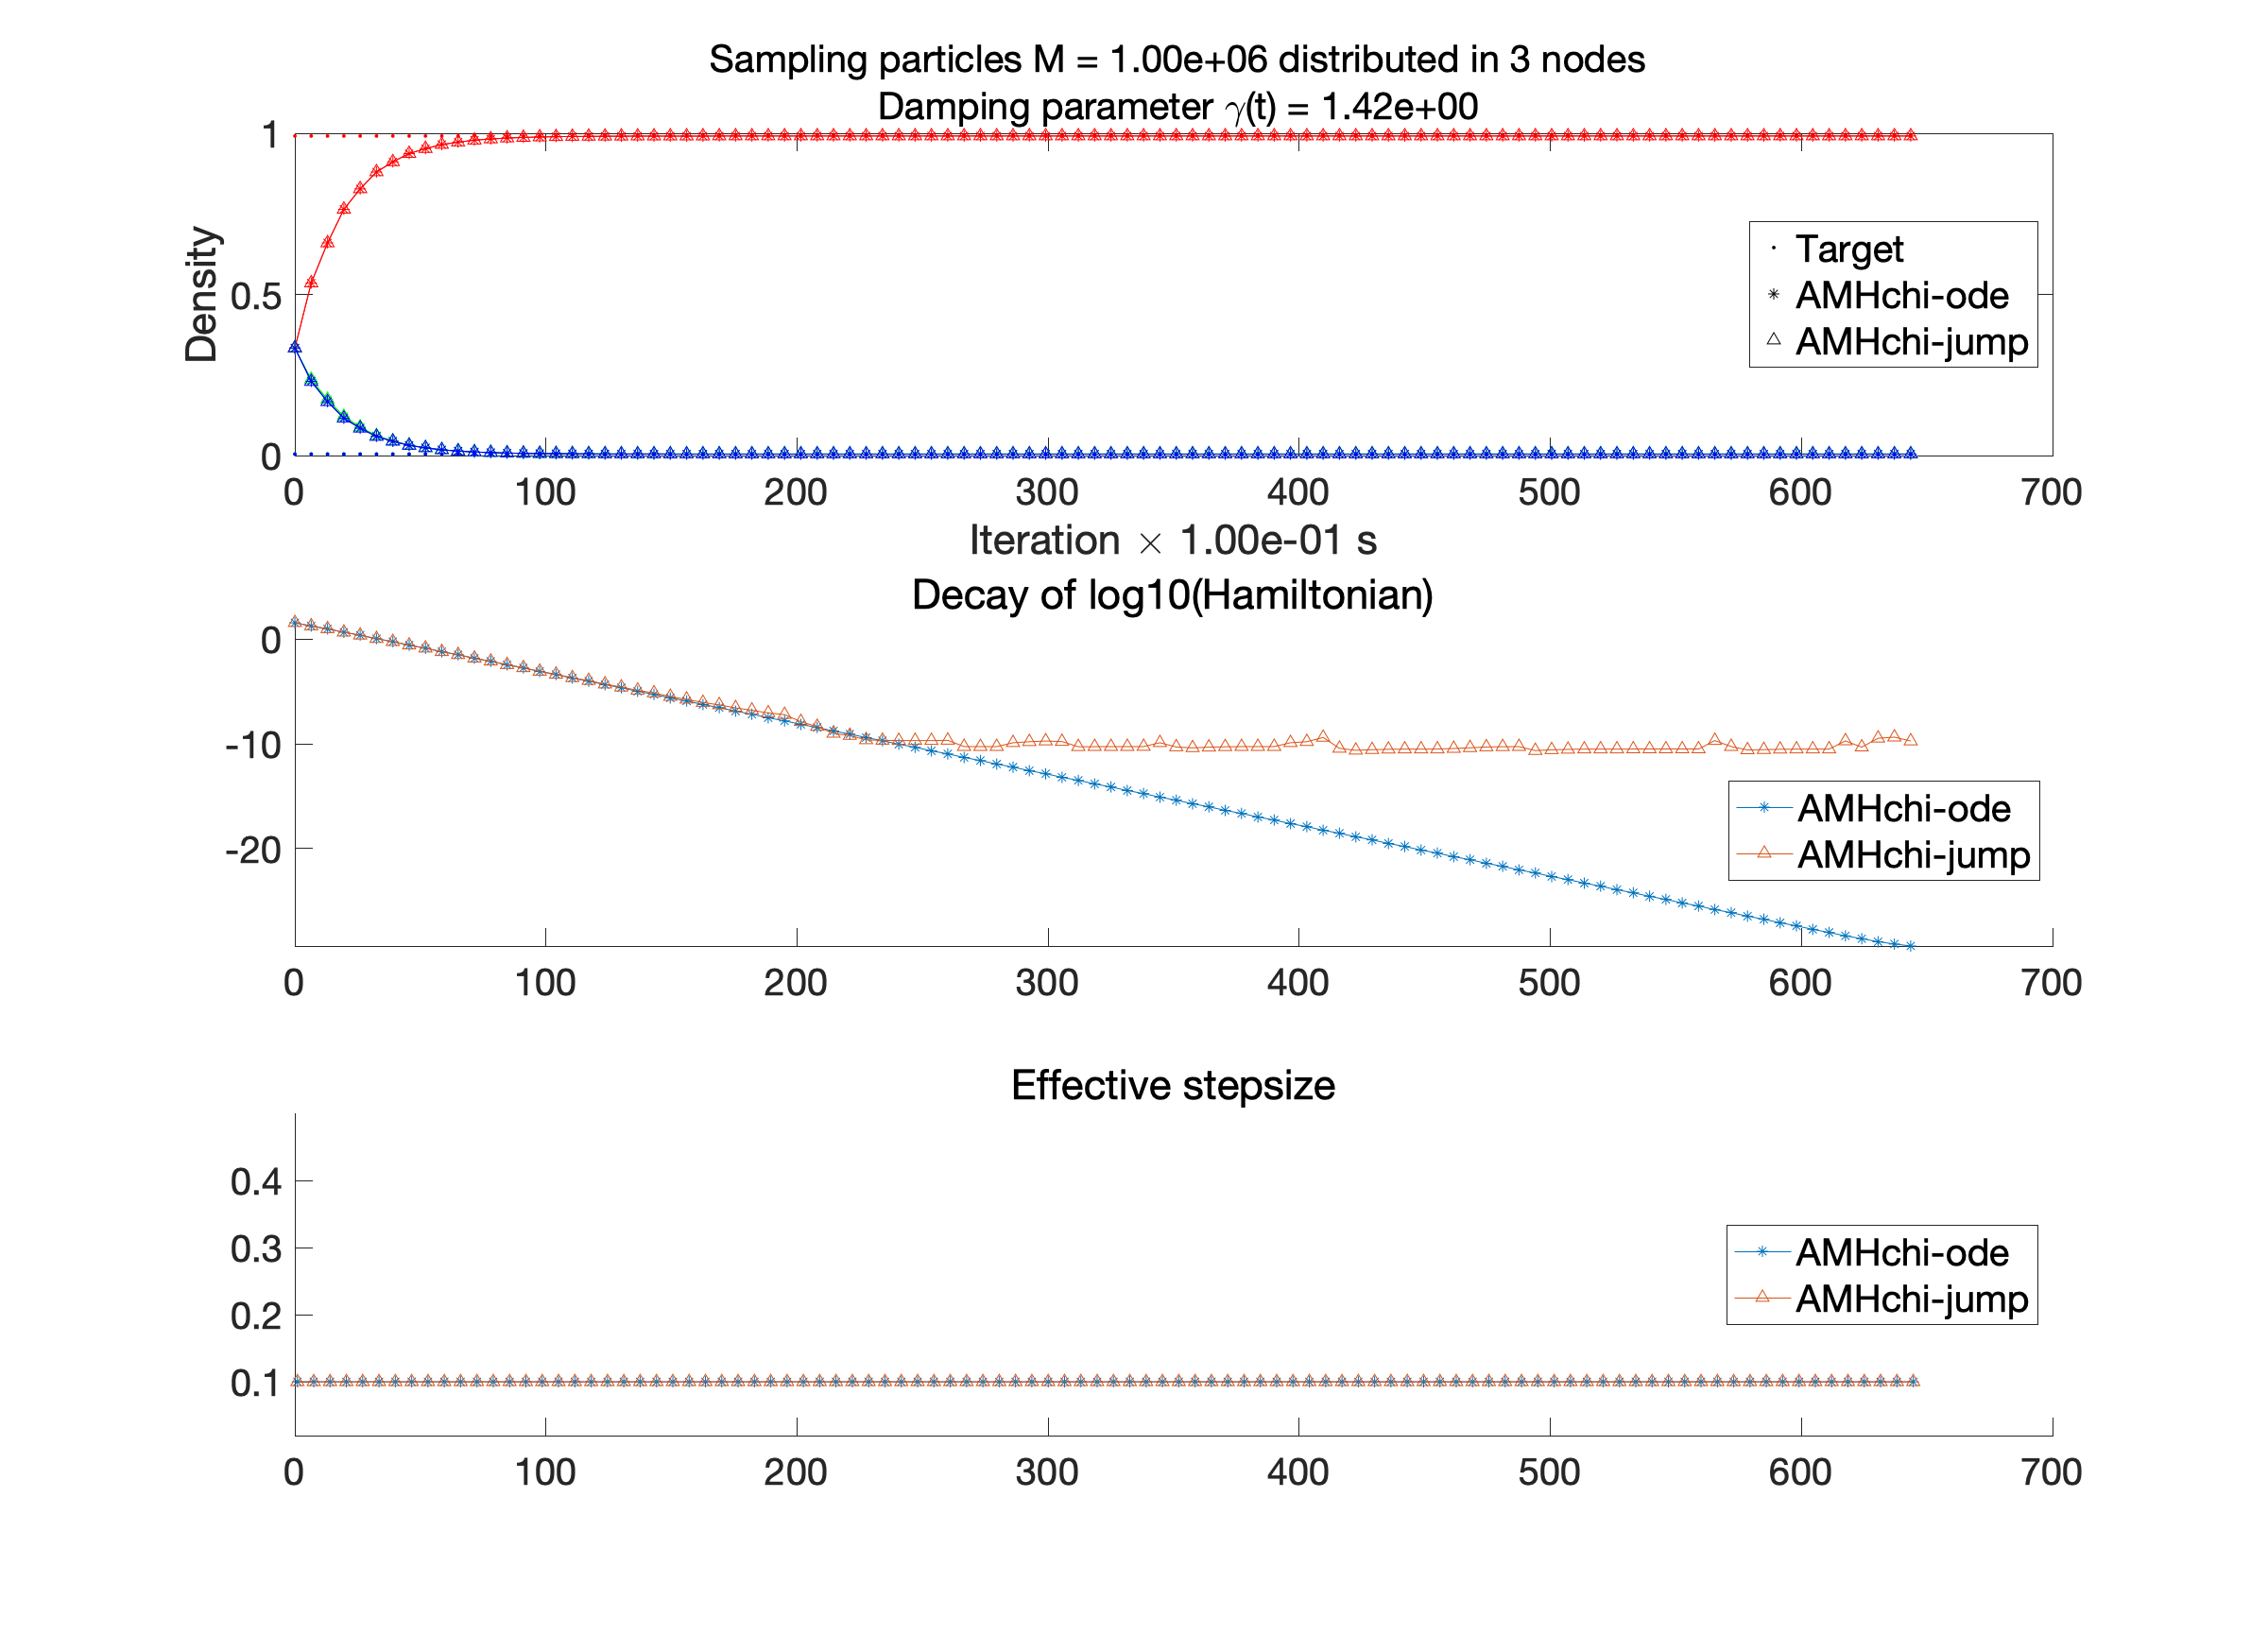 Sampling particles M = 1.00e+06 distributed in 3 nodes
Damping parameter γ(t) = 1.42e+00
1
0.5
0
Density
Target
AMHchi-ode
AMHchi-jump
0 100 200 300 400 500 600 700
Iteration × 1.00e-01 s
Decay of log10(Hamiltonian)
0
-10
-20
AMHchi-ode
AMHchi-jump
0 100 200 300 400 500 600 700
Effective stepsize
0.4
0.3
0.2
0.1
AMHchi-ode
AMHchi-jump
0 100 200 300 400 500 600 700